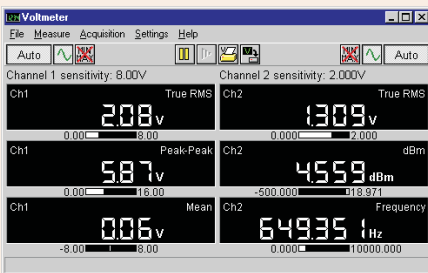 Voltmeter
File Measure Acquisition Settings Help
Auto Auto
Channel 1 sensitivity: 8.00V Channel 2 sensitivity: 2.000V
Ch1 True RMS Ch2 True RMS
2.08 v 1.309 v
0.00 8.00 0.000 2.000
Ch1 Peak-Peak Ch2 dBm
5.87 v 4.559 dBm
0.00 16.00 -500.000 18.971
Ch1 Mean Ch2 Frequency
0.06 v 649.351 Hz
-8.00 8.00 0.000 10000.000